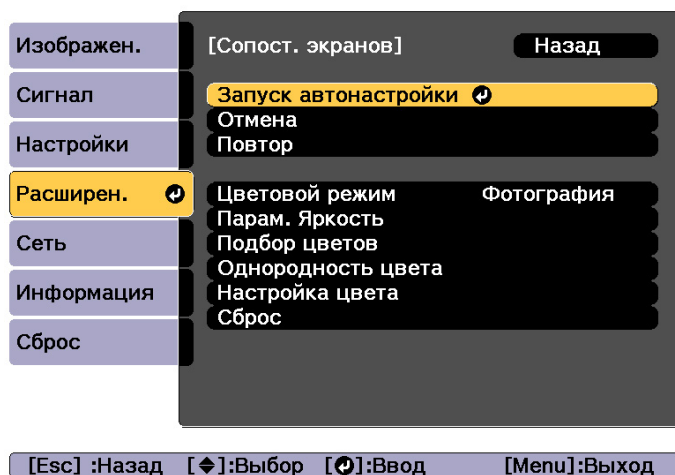 Изображен.
Сигнал
Настройки
Расширен.
Сеть
Информация
Сброс
[Сопост. экранов] Назад
Запуск автонастройки
Отмена
Повтор
Цветовой режим Фотография
Парам. Яркость
Подбор цветов
Однородность цвета
Настройка цвета
Сброс
[Esc] :Назад [◆]:Выбор [↵]:Ввод [Menu]:Выход